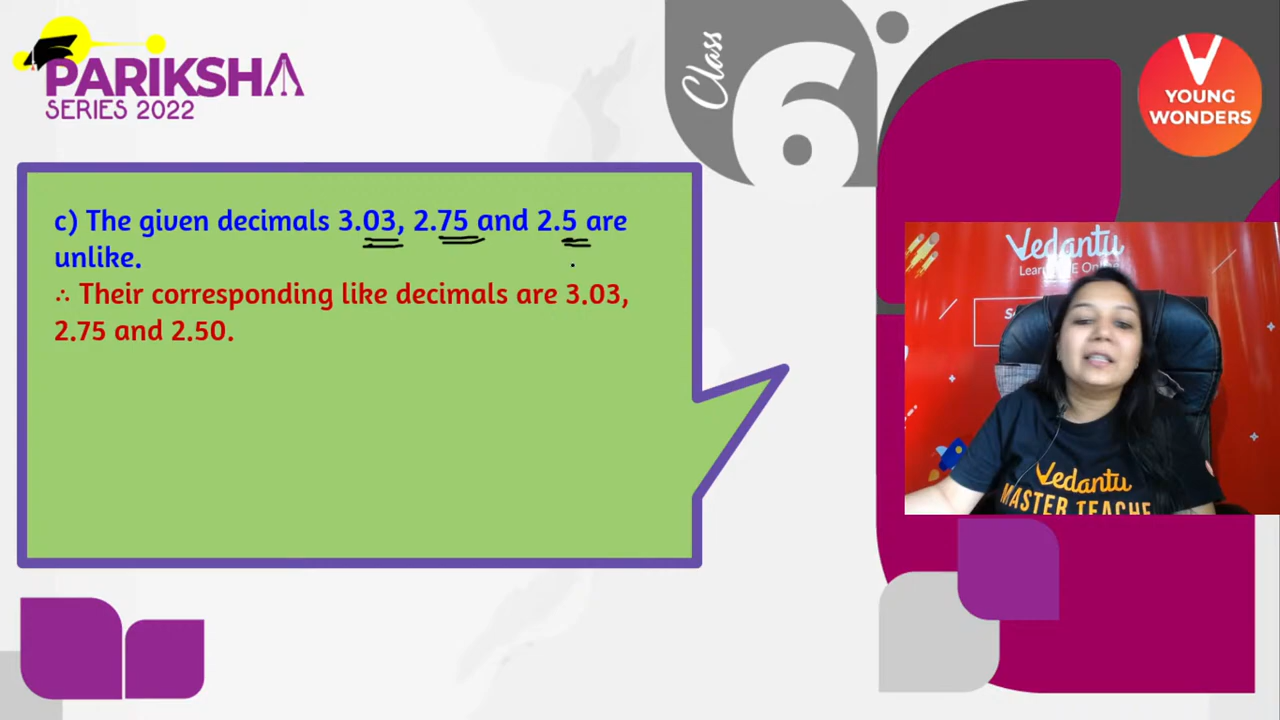 PARIKSHA
SERIES 2022
Class
6
YOUNG
WONDERS
c) The given decimals 3.03, 2.75 and 2.5 are
unlike.
∴ Their corresponding like decimals are 3.03,
2.75 and 2.50.
Vedantu
Vedantu
MASTER TEACHE